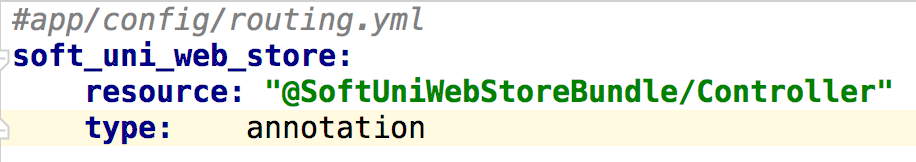 #app/config/routing.yml
soft_uni_web_store:
    resource: "@SoftUniWebStoreBundle/Controller"
    type:    annotation